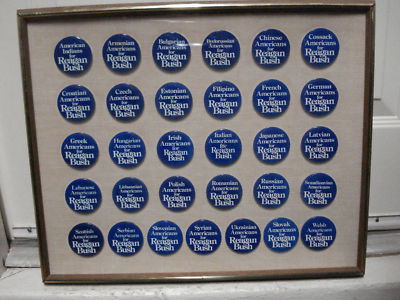 American
Indians
for
Reagan
Bush
Armenian
Americans
for
Reagan
Bush
Bulgarian
Americans
for
Reagan
Bush
Byelorussian
Americans
for
Reagan
Bush
Chinese
Americans
for
Reagan
Bush
Cossack
Americans
for
Reagan
Bush
Croatian
Americans
for
Reagan
Bush
Czech
Americans
for
Reagan
Bush
Estonian
Americans
for
Reagan
Bush
Filipino
Americans
for
Reagan
Bush
French
Americans
for
Reagan
Bush
German
Americans
for
Reagan
Bush
Greek
Americans
for
Reagan
Bush
Hungarian
Americans
for
Reagan
Bush
Irish
Americans
for
Reagan
Bush
Italian
Americans
for
Reagan
Bush
Japanese
Americans
for
Reagan
Bush
Latvian
Americans
for
Reagan
Bush
Lebanese
Americans
for
Reagan
Bush
Lithuanian
Americans
for
Reagan
Bush
Polish
Americans
for
Reagan
Bush
Romanian
Americans
for
Reagan
Bush
Russian
Americans
for
Reagan
Bush
Scandinavian
Americans
for
Reagan
Bush
Scottish
Americans
for
Reagan
Bush
Serbian
Americans
for
Reagan
Bush
Slovenian
Americans
for
Reagan
Bush
Syrian
Americans
for
Reagan
Bush
Ukrainian
Americans
for
Reagan
Bush
Slovak
Americans
for
Reagan
Bush
Welsh
Americans
for
Reagan
Bush